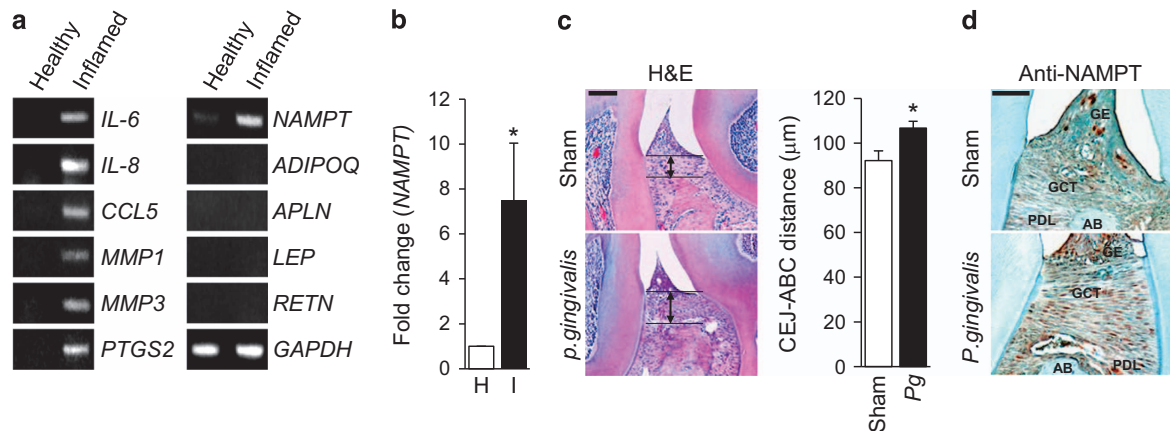 a
Healthy
Inflamed
IL-6
IL-8
CCL5
MMP1
MMP3
PTGS2
Healthy
Inflamed
NAMPT
ADIPOQ
APLN
LEP
RETN
GAPDH
b
Fold change (NAMPT)
12
10
8
6
4
2
0
*
H
I
c
H&E
Sham
p.gingivalis
CEJ-ABC distance (μm)
120
100
80
60
40
20
0
*
Sham
Pg
d
Anti-NAMPT
Sham
GE
GCT
PDL
AB
P.gingivalis
GE
GCT
AB
PDL